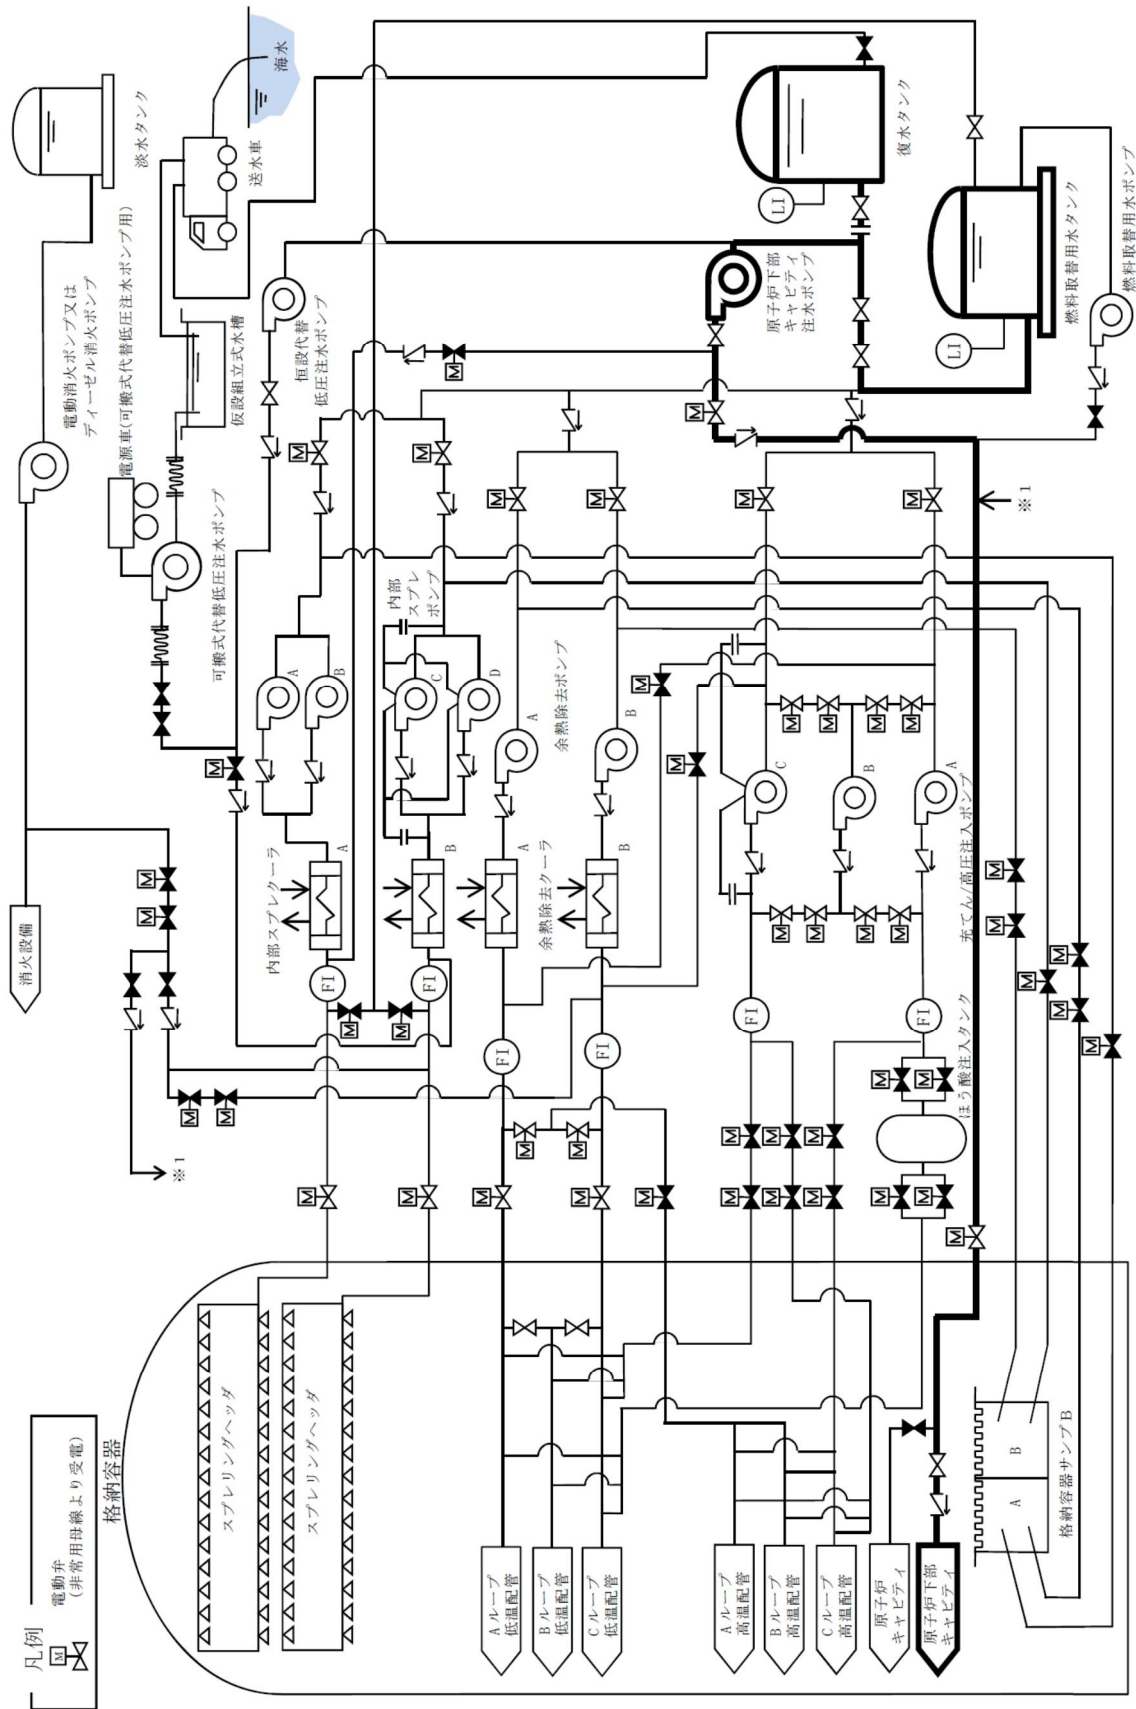 凡例
M
電動弁
(非常用母線より受電)
格納容器
スプレリングヘッダ
スプレリングヘッダ
Aループ
低温配管
Bループ
低温配管
Cループ
低温配管
Aループ
高温配管
Bループ
高温配管
Cループ
高温配管
原子炉
キャビティ
原子炉下部
キャビティ
A
B
格納容器サンプB
消火設備
※1
内部スプレクーラ
A
B
余熱除去クーラ
A
B
FI
FI
FI
FI
FI
FI
ほう酸注入タンク
充てん/高圧注入ポンプ
C
B
A
余熱除去ポンプ
A
B
内部
スプレ
ポンプ
A
B
C
D
可搬式代替低圧注水ポンプ
電源車(可搬式代替低圧注水ポンプ用)
電動消火ポンプ又は
ディーゼル消火ポンプ
仮設組立式水槽
恒設代替
低圧注水ポンプ
淡水タンク
送水車
海水
原子炉下部
キャビティ
注水ポンプ
LI
復水タンク
LI
燃料取替用水タンク
燃料取替用水ポンプ
※1